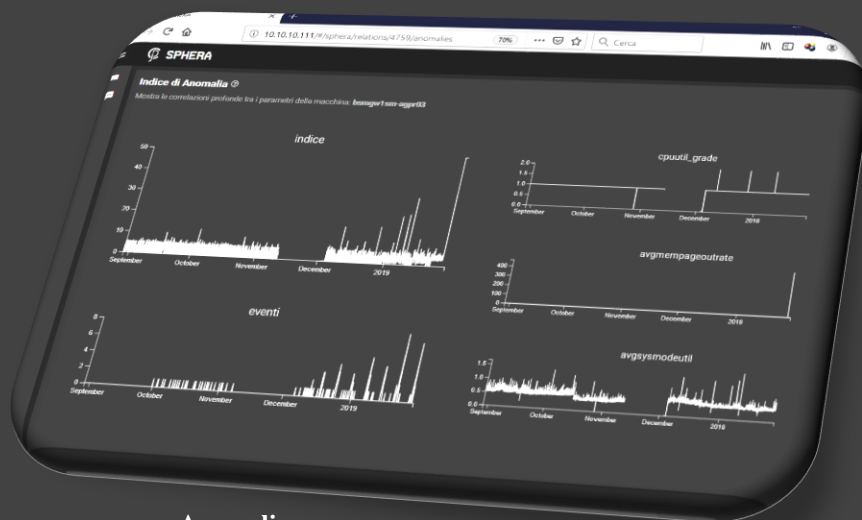 10.10.10.111/#/sphera/relations/4759/anomalies
70%
Cerca
SPHERA
Indice di Anomalia
Mostra le correlazioni profonde tra i parametri della macchina:
indice
50
40
30
20
10
0
September
October
November
December
2019
eventi
8
6
4
2
0
September
October
November
December
2019
cpuutil_grade
2.0
1.5
1.0
0.5
0.0
September
October
November
December
2019
avgmempageoutrate
400
300
200
100
0
September
October
November
December
2019
avgsysmodeutil
1.5
1.0
0.5
0.0
September
October
November
December
2019